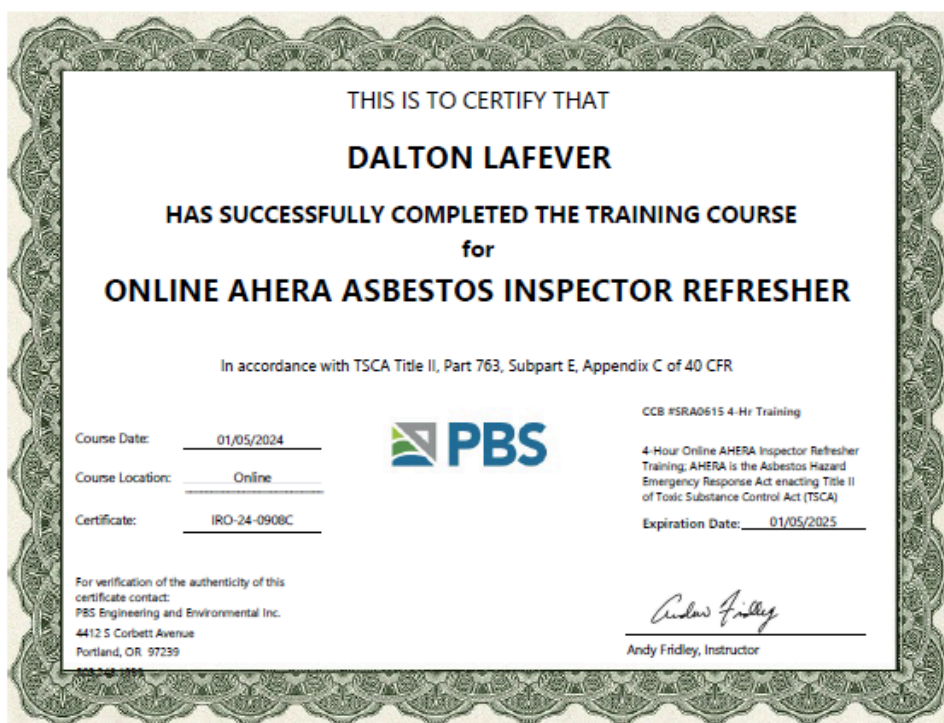 THIS IS TO CERTIFY THAT
DALTON LAFEVER
HAS SUCCESSFULLY COMPLETED THE TRAINING COURSE
for
ONLINE AHERA ASBESTOS INSPECTOR REFRESHER
In accordance with TSCA Title II, Part 763, Subpart E, Appendix C of 40 CFR
Course Date: 01/05/2024
Course Location: Online
Certificate: IRO-24-0908C
PBS
CCB #SRA0615 4-Hr Training
4-Hour Online AHERA Inspector Refresher
Training; AHERA is the Asbestos Hazard
Emergency Response Act enacting Title II
of Toxic Substance Control Act (TSCA)
Expiration Date: 01/05/2025
For verification of the authenticity of this
certificate contact:
PBS Engineering and Environmental Inc.
4412 S Corbett Avenue
Portland, OR 97239
Andy Fridley, Instructor